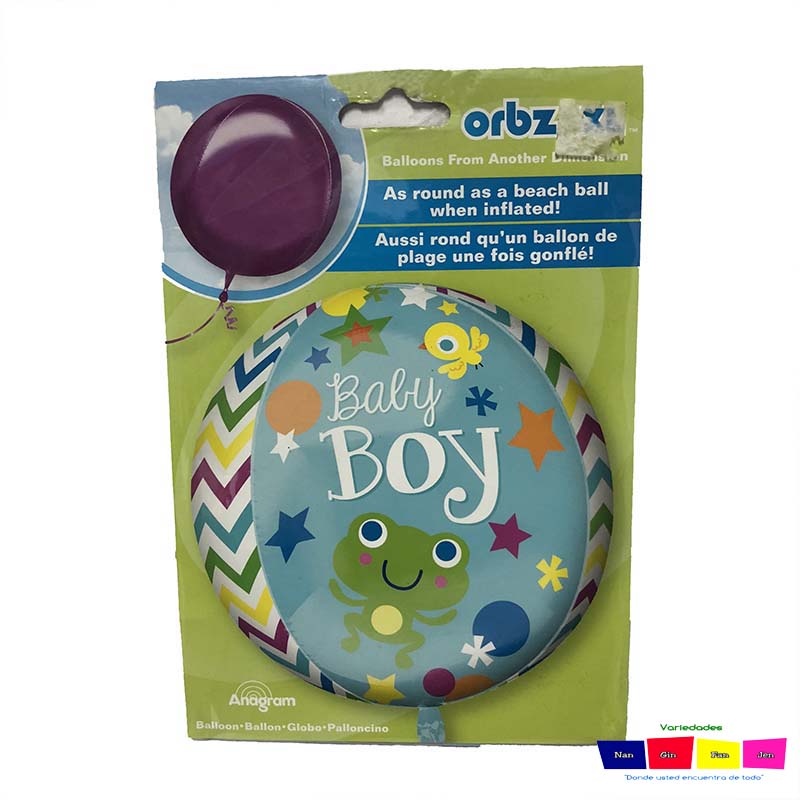 orbz XL™
Balloons From Another Dimension
As round as a beach ball
when inflated!
Aussi rond qu'un ballon de
plage une fois gonflé!
Baby
Boy
Anagram
Balloon•Ballon•Globo•Palloncino
Variedades
Nan Gin Fan Jen
"Donde usted encuentra de todo"